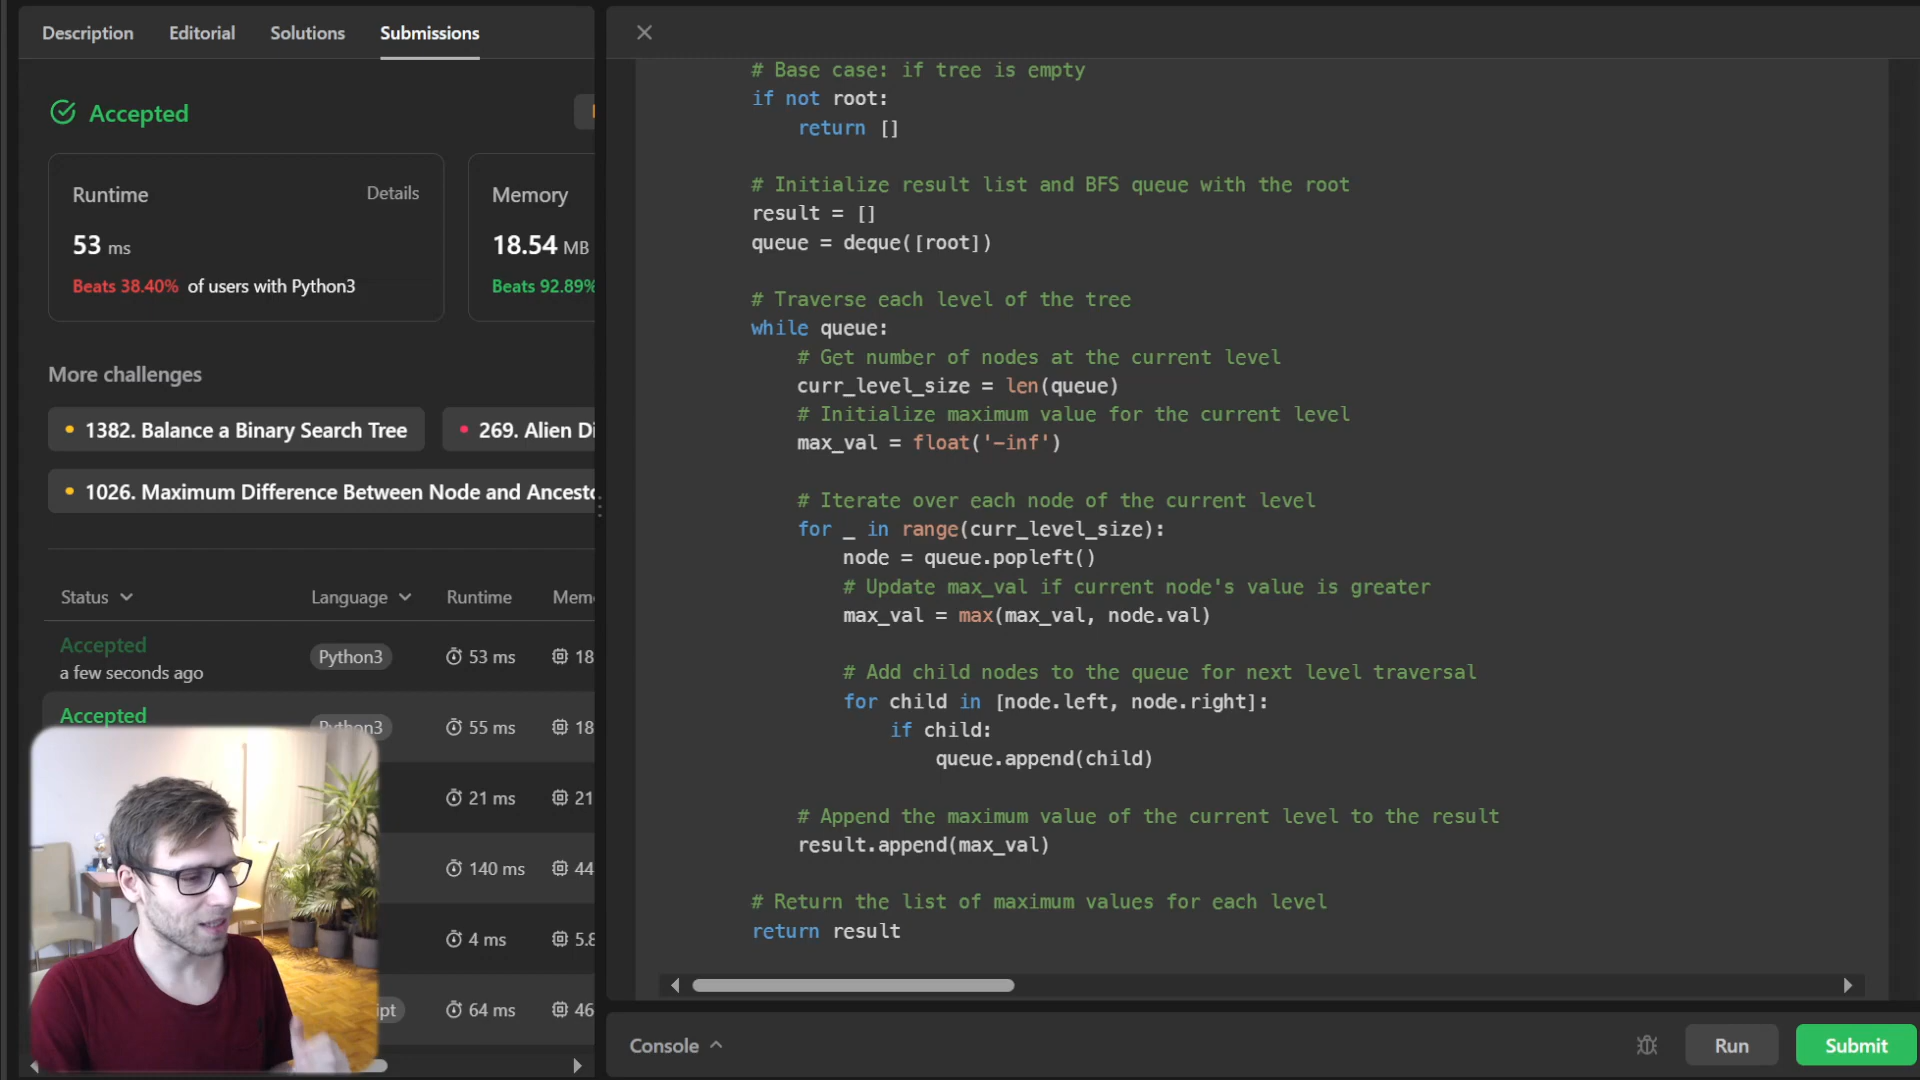 Description Editorial Solutions Submissions
Accepted
Runtime Details
53 ms
Beats 38.40% of users with Python3
Memory
18.54 MB
Beats 92.89%
More challenges
1382. Balance a Binary Search Tree
269. Alien Di
1026. Maximum Difference Between Node and Ancesto
Status Language Runtime Mem
Accepted
a few seconds ago
Python3 53 ms 18
Accepted
Python3 55 ms 18
21 ms 21
140 ms 44
4 ms 5.8
ipt 64 ms 46
# Base case: if tree is empty
if not root:
return []
# Initialize result list and BFS queue with the root
result = []
queue = deque([root])
# Traverse each level of the tree
while queue:
# Get number of nodes at the current level
curr_level_size = len(queue)
# Initialize maximum value for the current level
max_val = float('-inf')
# Iterate over each node of the current level
for _ in range(curr_level_size):
node = queue.popleft()
# Update max_val if current node's value is greater
max_val = max(max_val, node.val)
# Add child nodes to the queue for next level traversal
for child in [node.left, node.right]:
if child:
queue.append(child)
# Append the maximum value of the current level to the result
result.append(max_val)
# Return the list of maximum values for each level
return result
Console Run Submit